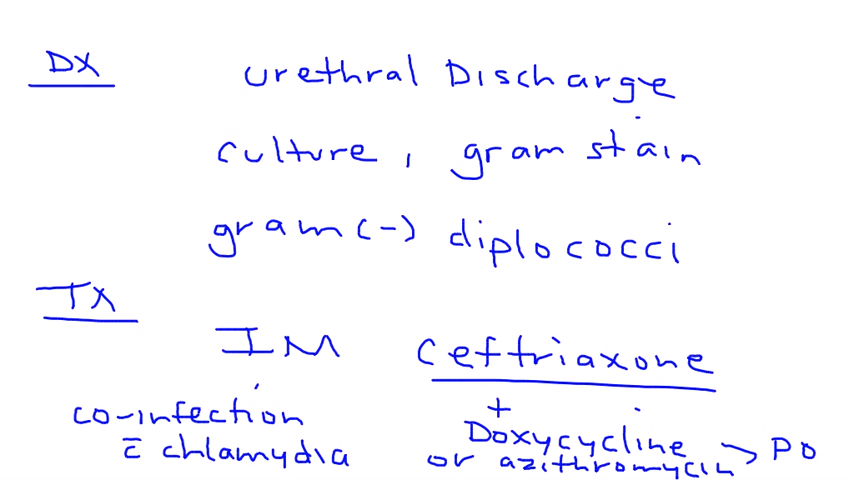 DX
urethral Discharge
culture, gram stain
gram (-) diplococci
TX
IM ceftriaxone
co-infection + Doxycycline
c̄ chlamydia or azithromycin → PO